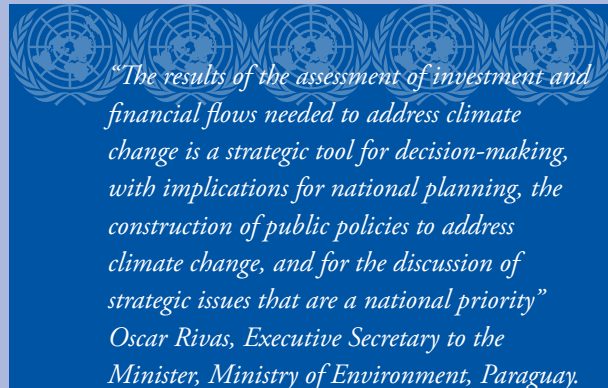 “The results of the assessment of investment and
financial flows needed to address climate
change is a strategic tool for decision-making,
with implications for national planning, the
construction of public policies to address
climate change, and for the discussion of
strategic issues that are a national priority”
Oscar Rivas, Executive Secretary to the
Minister, Ministry of Environment, Paraguay.